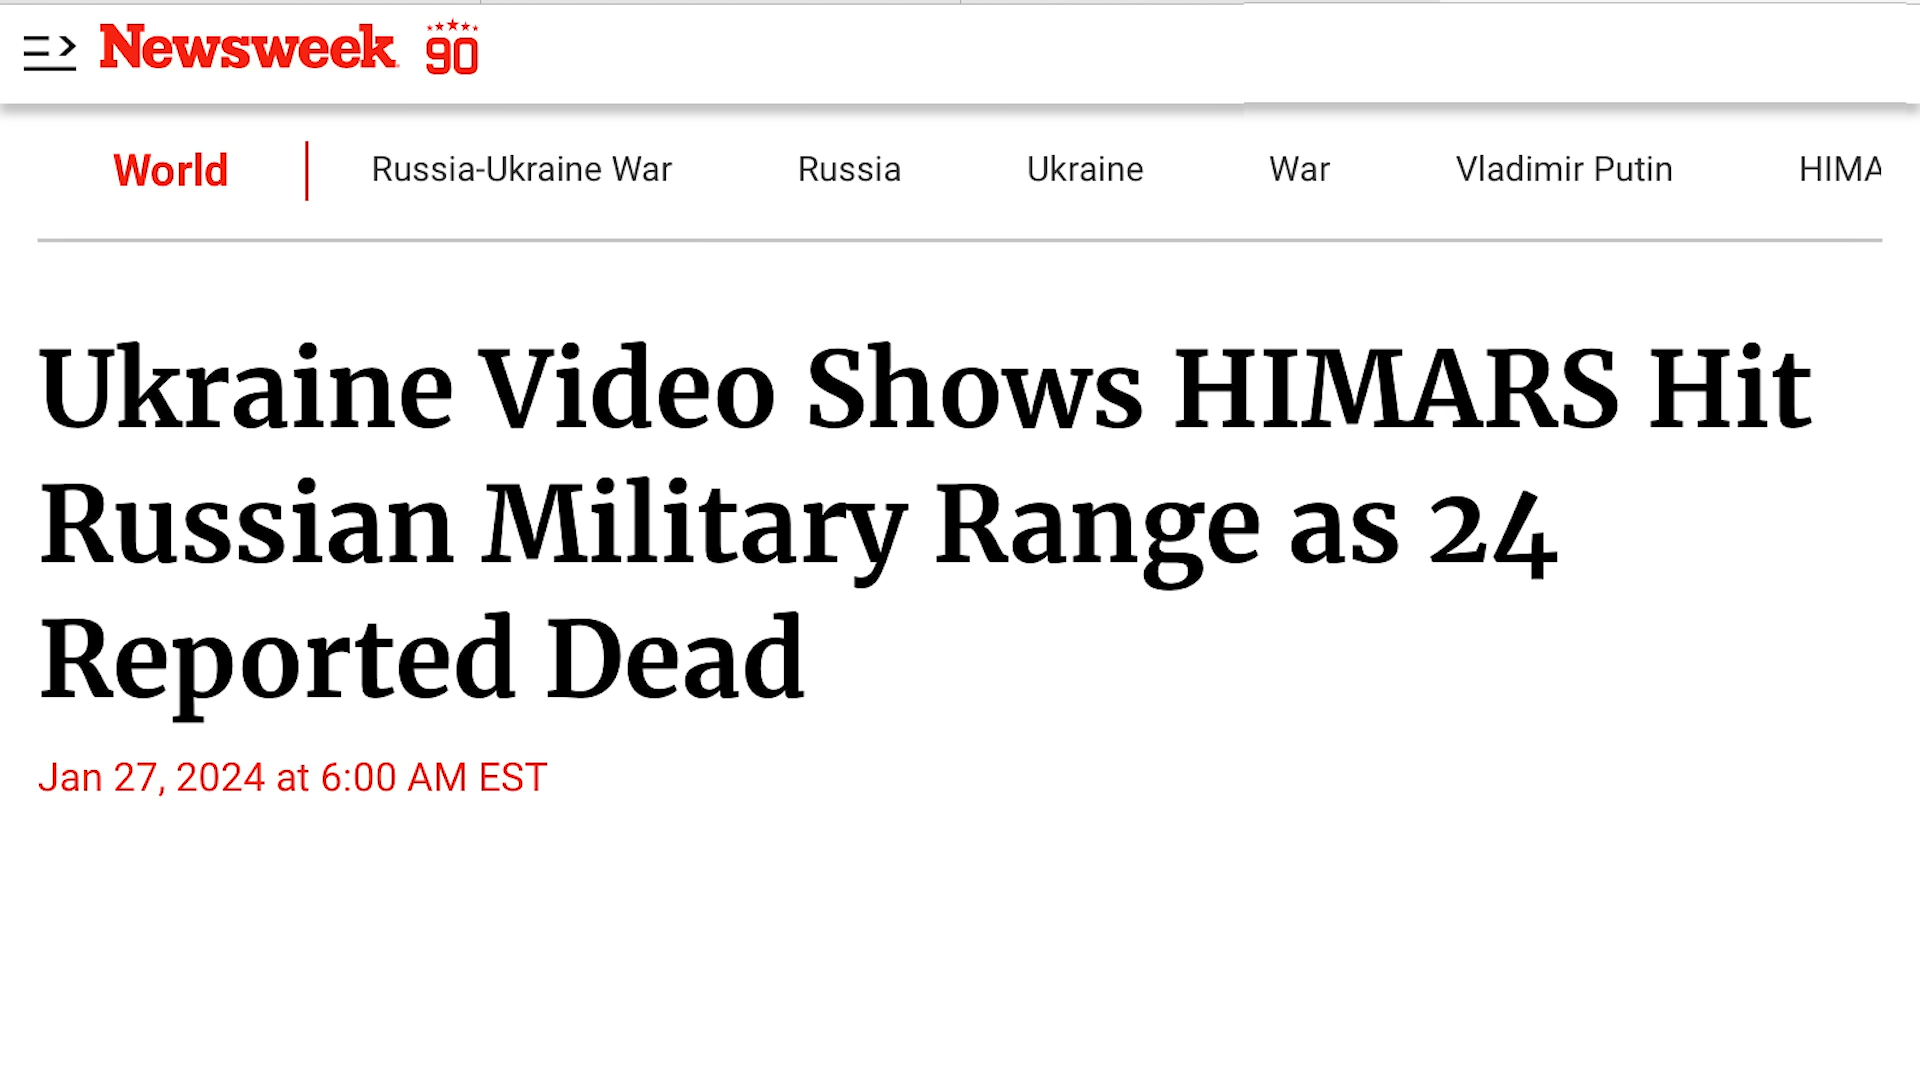 Newsweek 90
World Russia-Ukraine War Russia Ukraine War Vladimir Putin HIMA
Ukraine Video Shows HIMARS Hit
Russian Military Range as 24
Reported Dead
Jan 27, 2024 at 6:00 AM EST